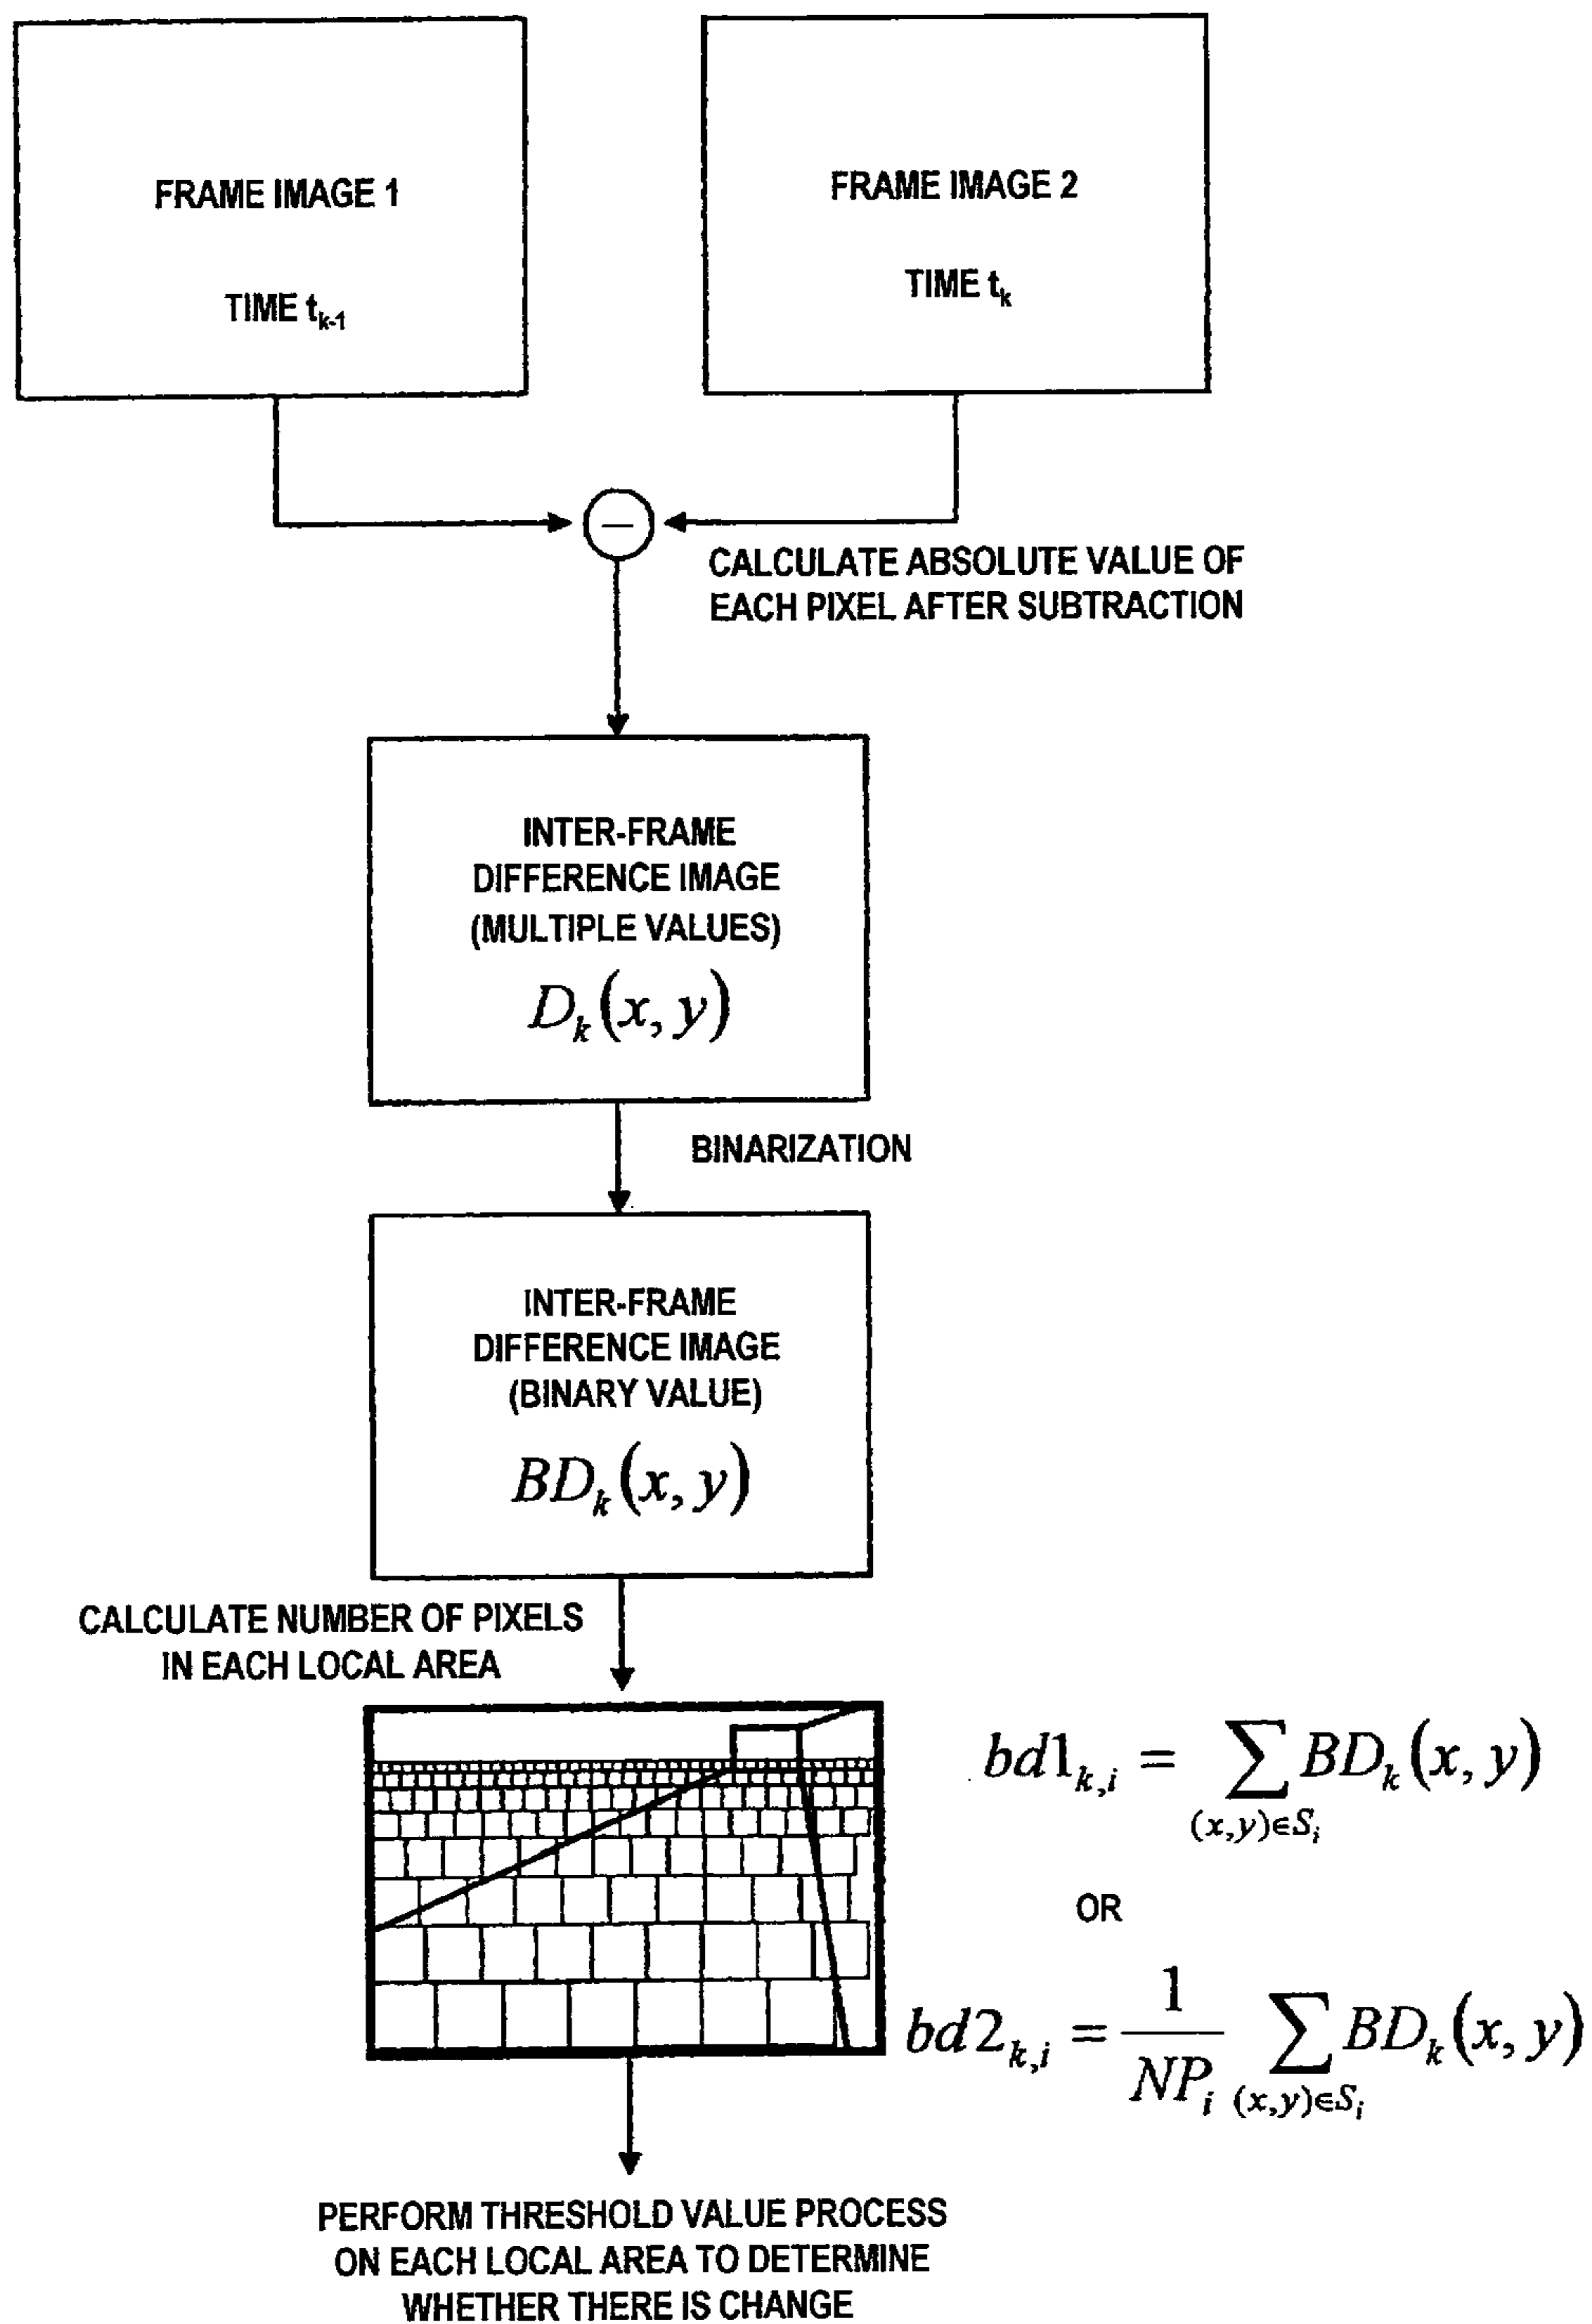 FRAME IMAGE 1
TIME t_{k-1}
FRAME IMAGE 2
TIME t_k
−
CALCULATE ABSOLUTE VALUE OF
EACH PIXEL AFTER SUBTRACTION
INTER-FRAME
DIFFERENCE IMAGE
(MULTIPLE VALUES)
D_k(x, y)
BINARIZATION
INTER-FRAME
DIFFERENCE IMAGE
(BINARY VALUE)
BD_k(x, y)
CALCULATE NUMBER OF PIXELS
IN EACH LOCAL AREA
bd1_{k,i} = \sum_{(x,y)∈S_i} BD_k(x, y)
OR
bd2_{k,i} = \frac{1}{NP_i} \sum_{(x,y)∈S_i} BD_k(x, y)
PERFORM THRESHOLD VALUE PROCESS
ON EACH LOCAL AREA TO DETERMINE
WHETHER THERE IS CHANGE